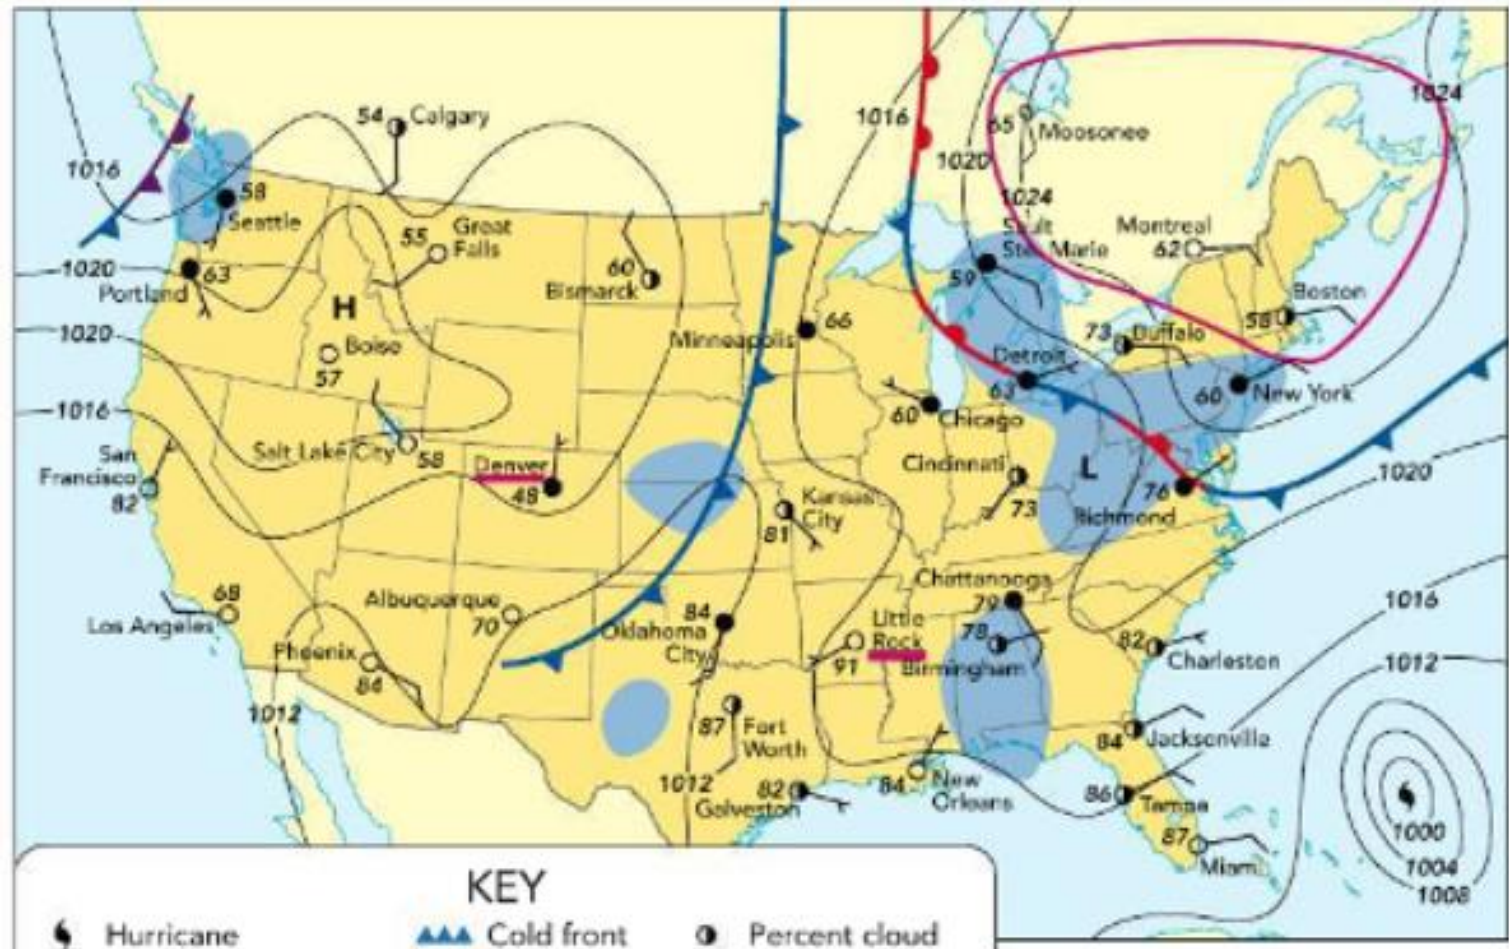 1024
54 Calgary
1016
65 Moosonee
1016
1020
58
Seattle
1024
Great
Falls
55
Sault
Ste. Marie
59
Montreal
62
1020
63
Portland
60
Bismarck
Boston
58
H
1020
Boise
57
66
Minneapolis
73 Buffalo
Detroit
63
60 New York
1016
60 Chicago
San
Francisco
82
Salt Lake City
58
Denver
48
Cincinnati
73
L
1020
76
Richmond
Kansas
City
81
Chattanooga
79
1016
68
Los Angeles
Albuquerque
70
84
Oklahoma
City
Little
Rock
91
78
Birmingham
82
Charleston
1012
Phoenix
84
1012
87 Fort
Worth
84 Jacksonville
1012
82
Galveston
84 New
Orleans
86 Tampa
87
Miami
1000
1004
1008
KEY
Hurricane
Cold front
Percent cloud